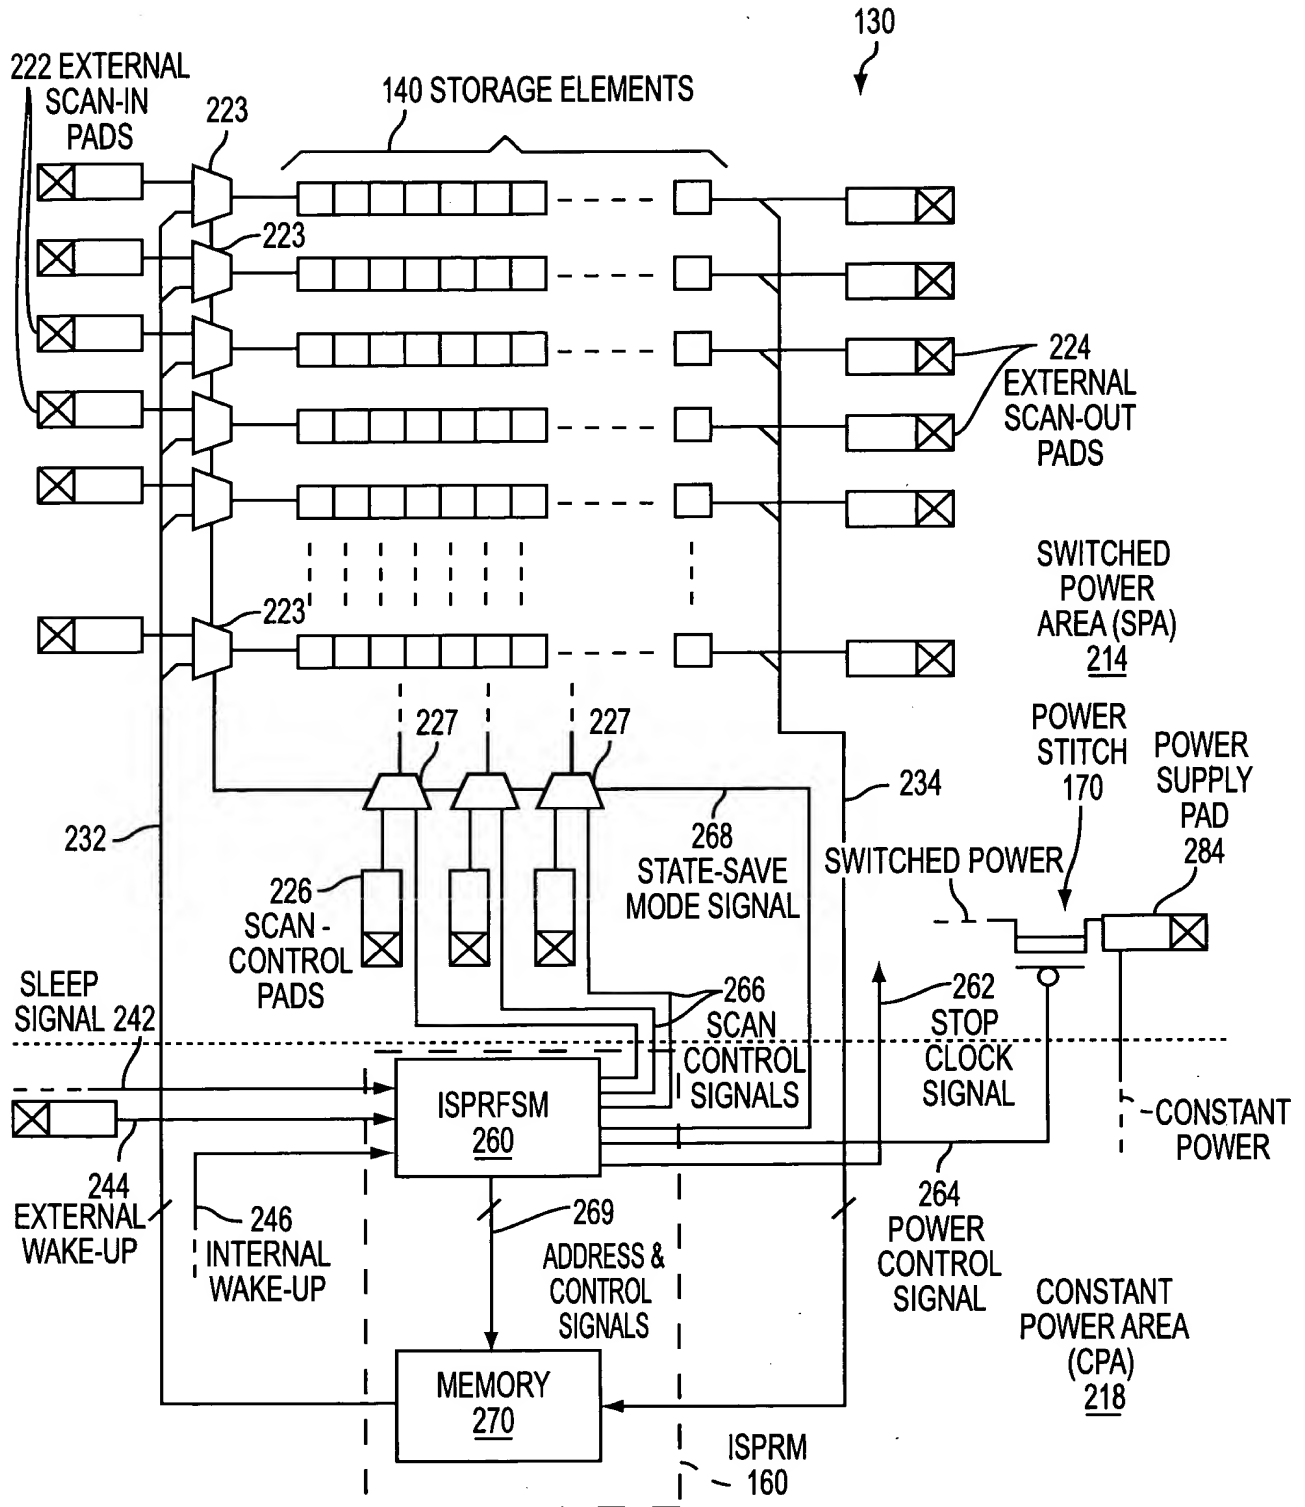 130
222 EXTERNAL
SCAN-IN
PADS
223
140 STORAGE ELEMENTS
223
224
EXTERNAL
SCAN-OUT
PADS
SWITCHED
POWER
AREA (SPA)
214
223
227
227
POWER
STITCH
170
POWER
SUPPLY
PAD
284
232
234
268
STATE-SAVE
MODE SIGNAL
SWITCHED POWER
226
SCAN -
CONTROL
PADS
SLEEP
SIGNAL 242
266
SCAN
CONTROL
SIGNALS
262
STOP
CLOCK
SIGNAL
ISPRFSM
260
CONSTANT
POWER
244
EXTERNAL
WAKE-UP
246
INTERNAL
WAKE-UP
269
ADDRESS &
CONTROL
SIGNALS
264
POWER
CONTROL
SIGNAL
CONSTANT
POWER AREA
(CPA)
218
MEMORY
270
ISPRM
160